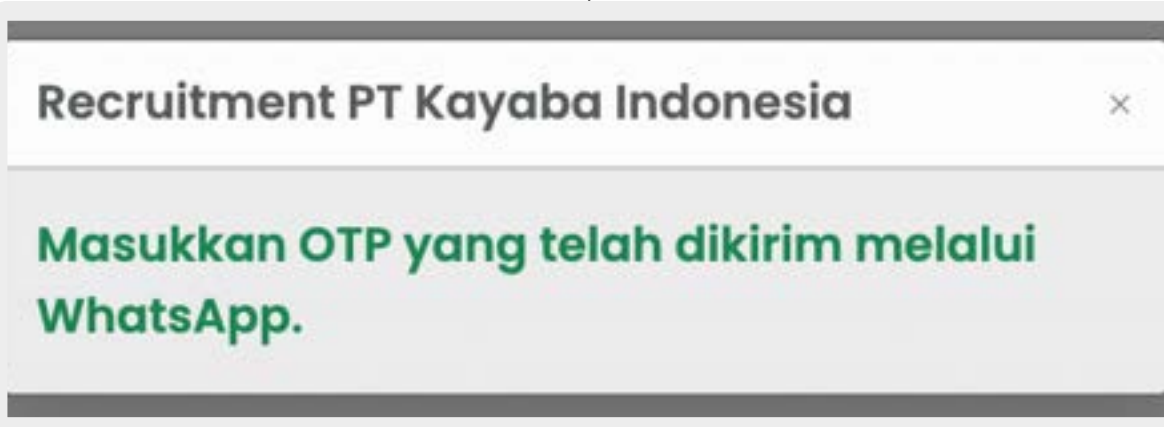 Recruitment PT Kayaba Indonesia ×
Masukkan OTP yang telah dikirim melalui
WhatsApp.